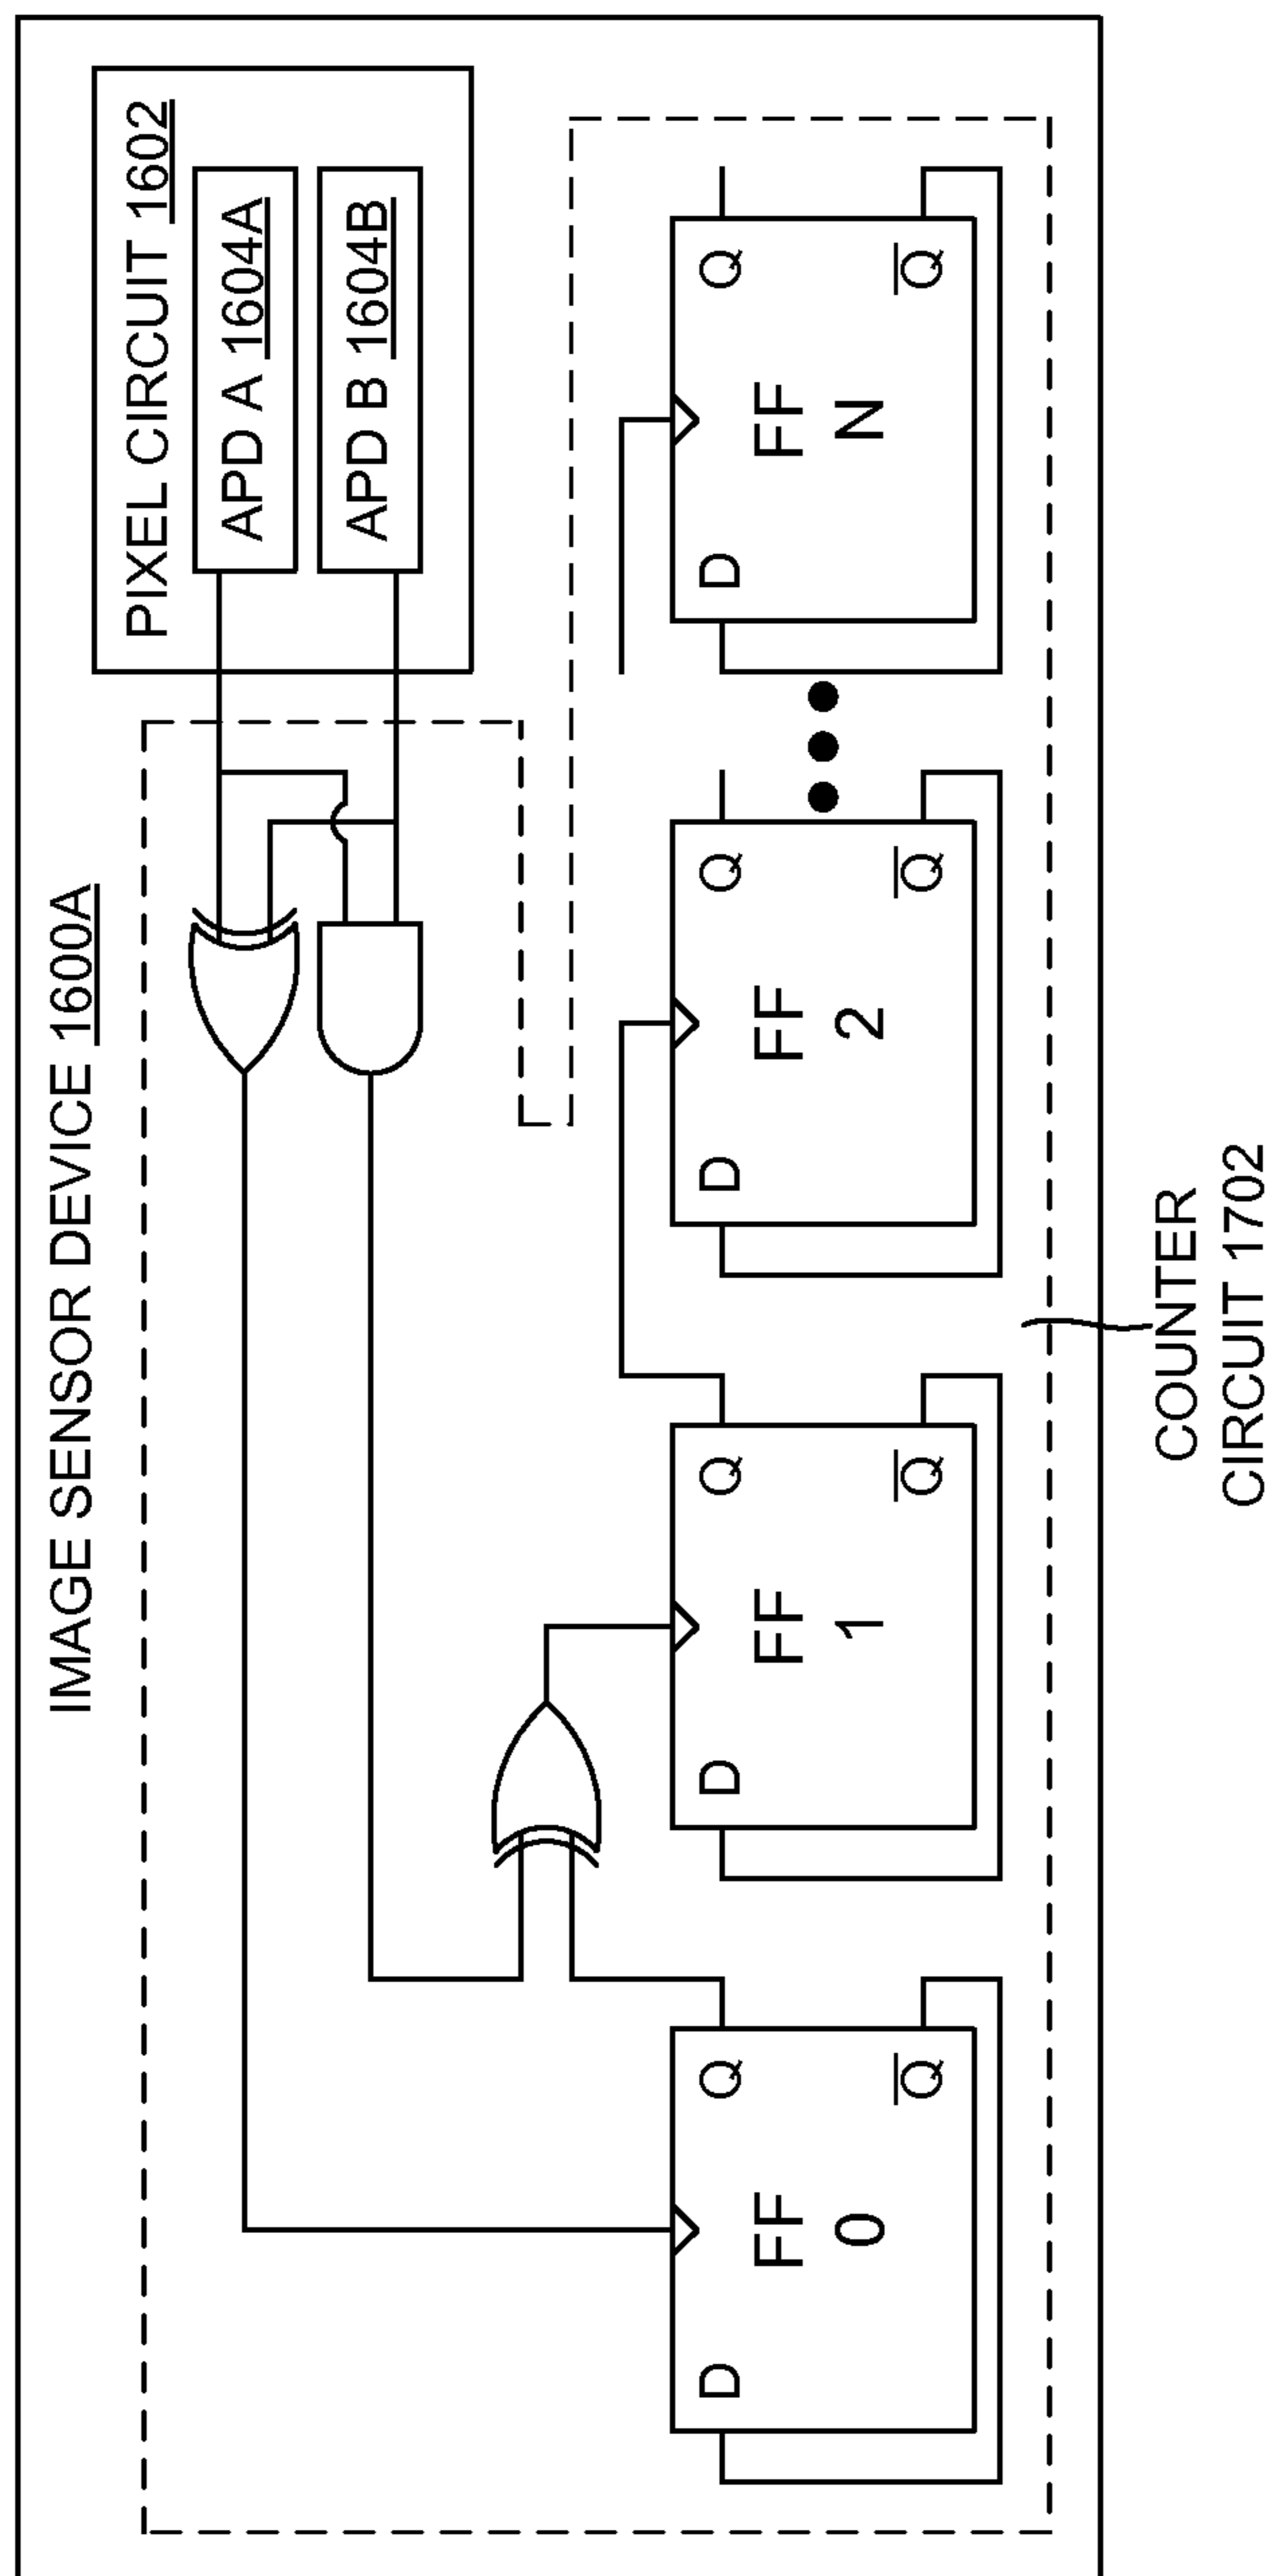 IMAGE SENSOR DEVICE 1600A
PIXEL CIRCUIT 1602
APD A 1604A
APD B 1604B
D
Q
FF
0
Q
D
Q
FF
1
Q
D
Q
FF
2
Q
D
Q
FF
N
Q
COUNTER
CIRCUIT 1702